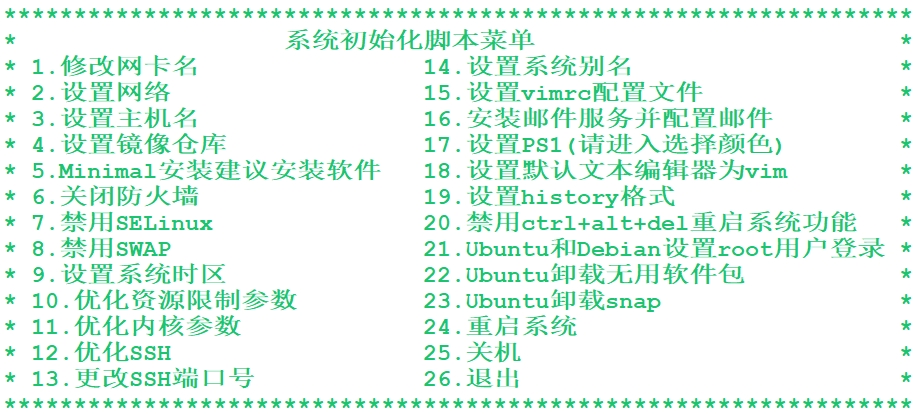 ******************************************************************
* 系统初始化脚本菜单 *
* 1.修改网卡名 14.设置系统别名 *
* 2.设置网络 15.设置vimrc配置文件 *
* 3.设置主机名 16.安装邮件服务并配置邮件 *
* 4.设置镜像仓库 17.设置PS1(请进入选择颜色) *
* 5.Minimal安装建议安装软件 18.设置默认文本编辑器为vim *
* 6.关闭防火墙 19.设置history格式 *
* 7.禁用SELinux 20.禁用ctrl+alt+del重启系统功能 *
* 8.禁用SWAP 21.Ubuntu和Debian设置root用户登录 *
* 9.设置系统时区 22.Ubuntu卸载无用软件包 *
* 10.优化资源限制参数 23.Ubuntu卸载snap *
* 11.优化内核参数 24.重启系统 *
* 12.优化SSH 25.关机 *
* 13.更改SSH端口号 26.退出 *
******************************************************************